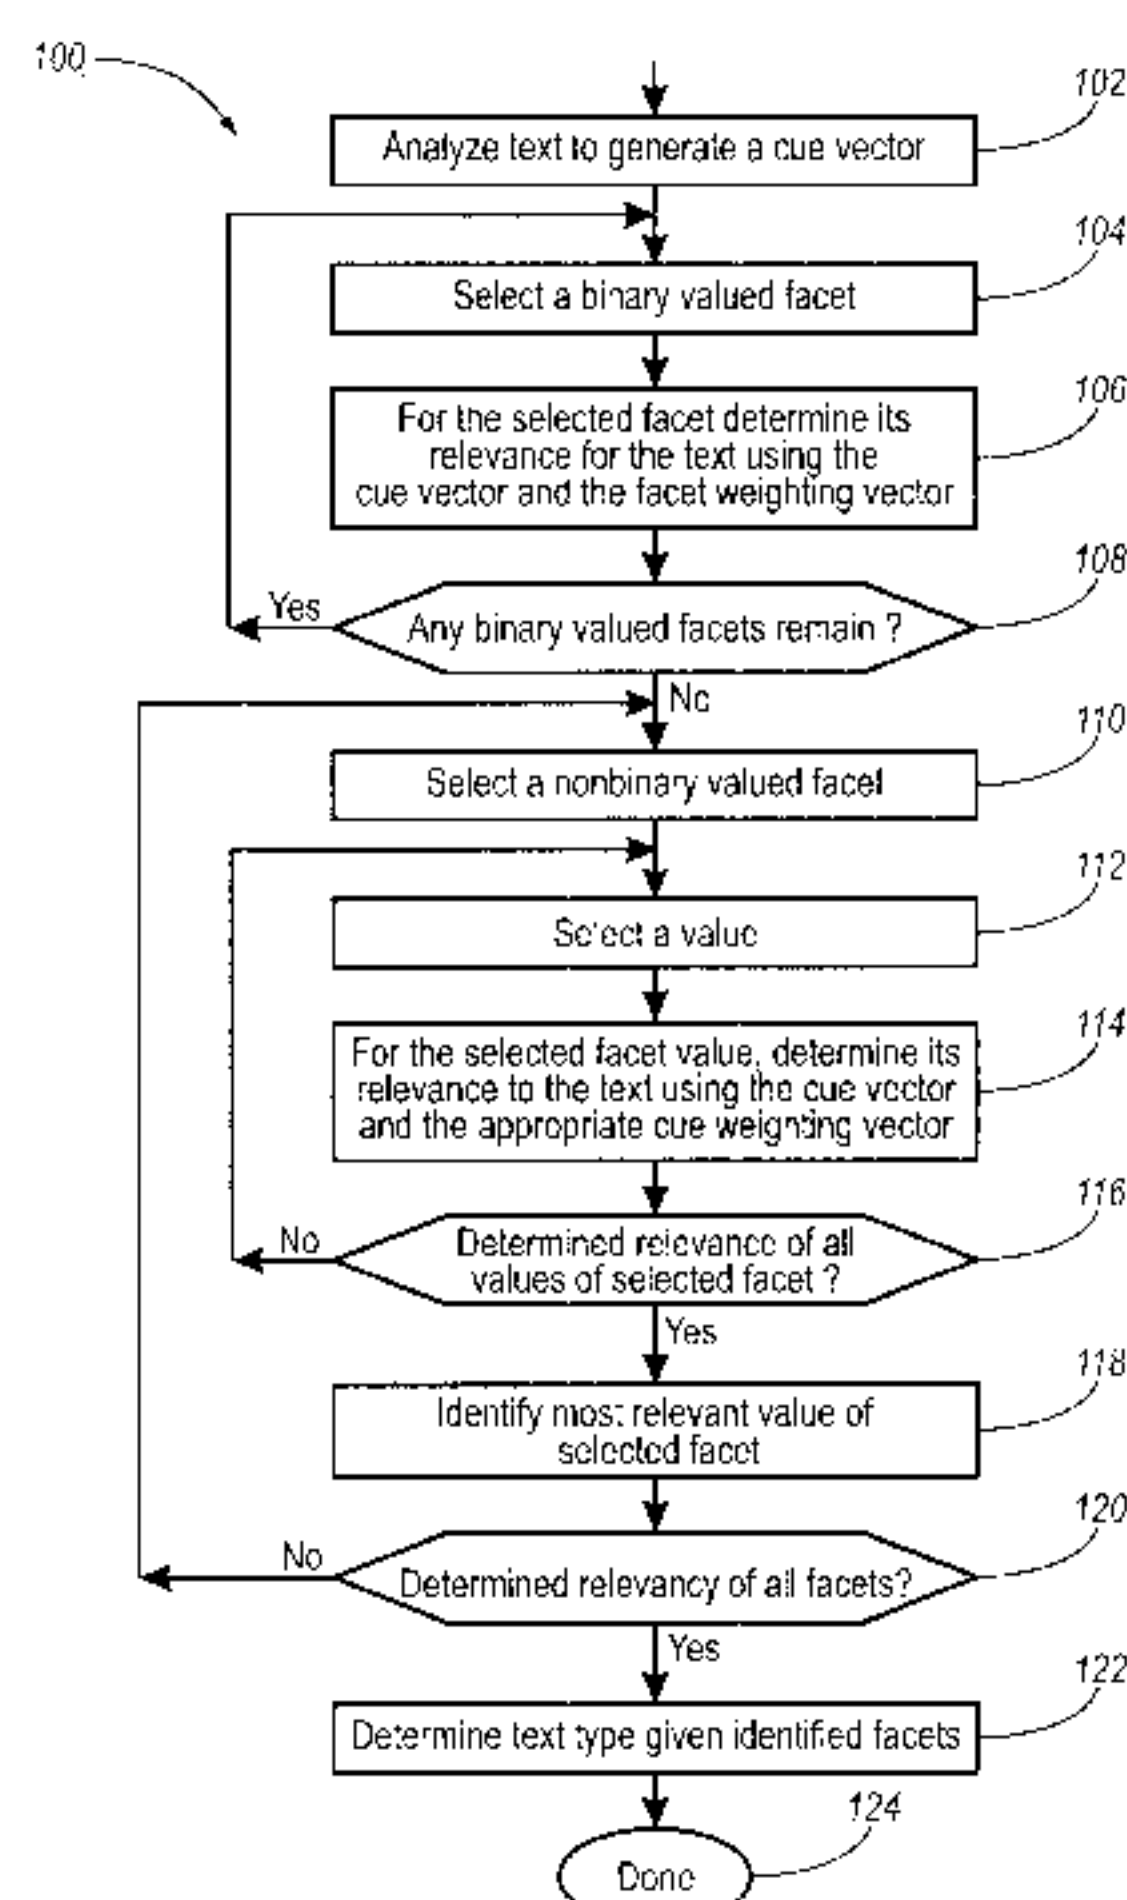 100
102
Analyze text to generate a cue vector
104
Select a binary valued facet
106
For the selected facet determine its
relevance for the text using the
cue vector and the facet weighting vector
108
Yes
Any binary valued facets remain ?
No
110
Select a nonbinary valued facet
112
Select a value
114
For the selected facet value, determine its
relevance to the text using the cue vector
and the appropriate cue weighting vector
116
No
Determined relevance of all
values of selected facet ?
Yes
118
Identify most relevant value of
selected facet
120
No
Determined relevancy of all facets?
Yes
122
Determine text type given identified facets
124
Done